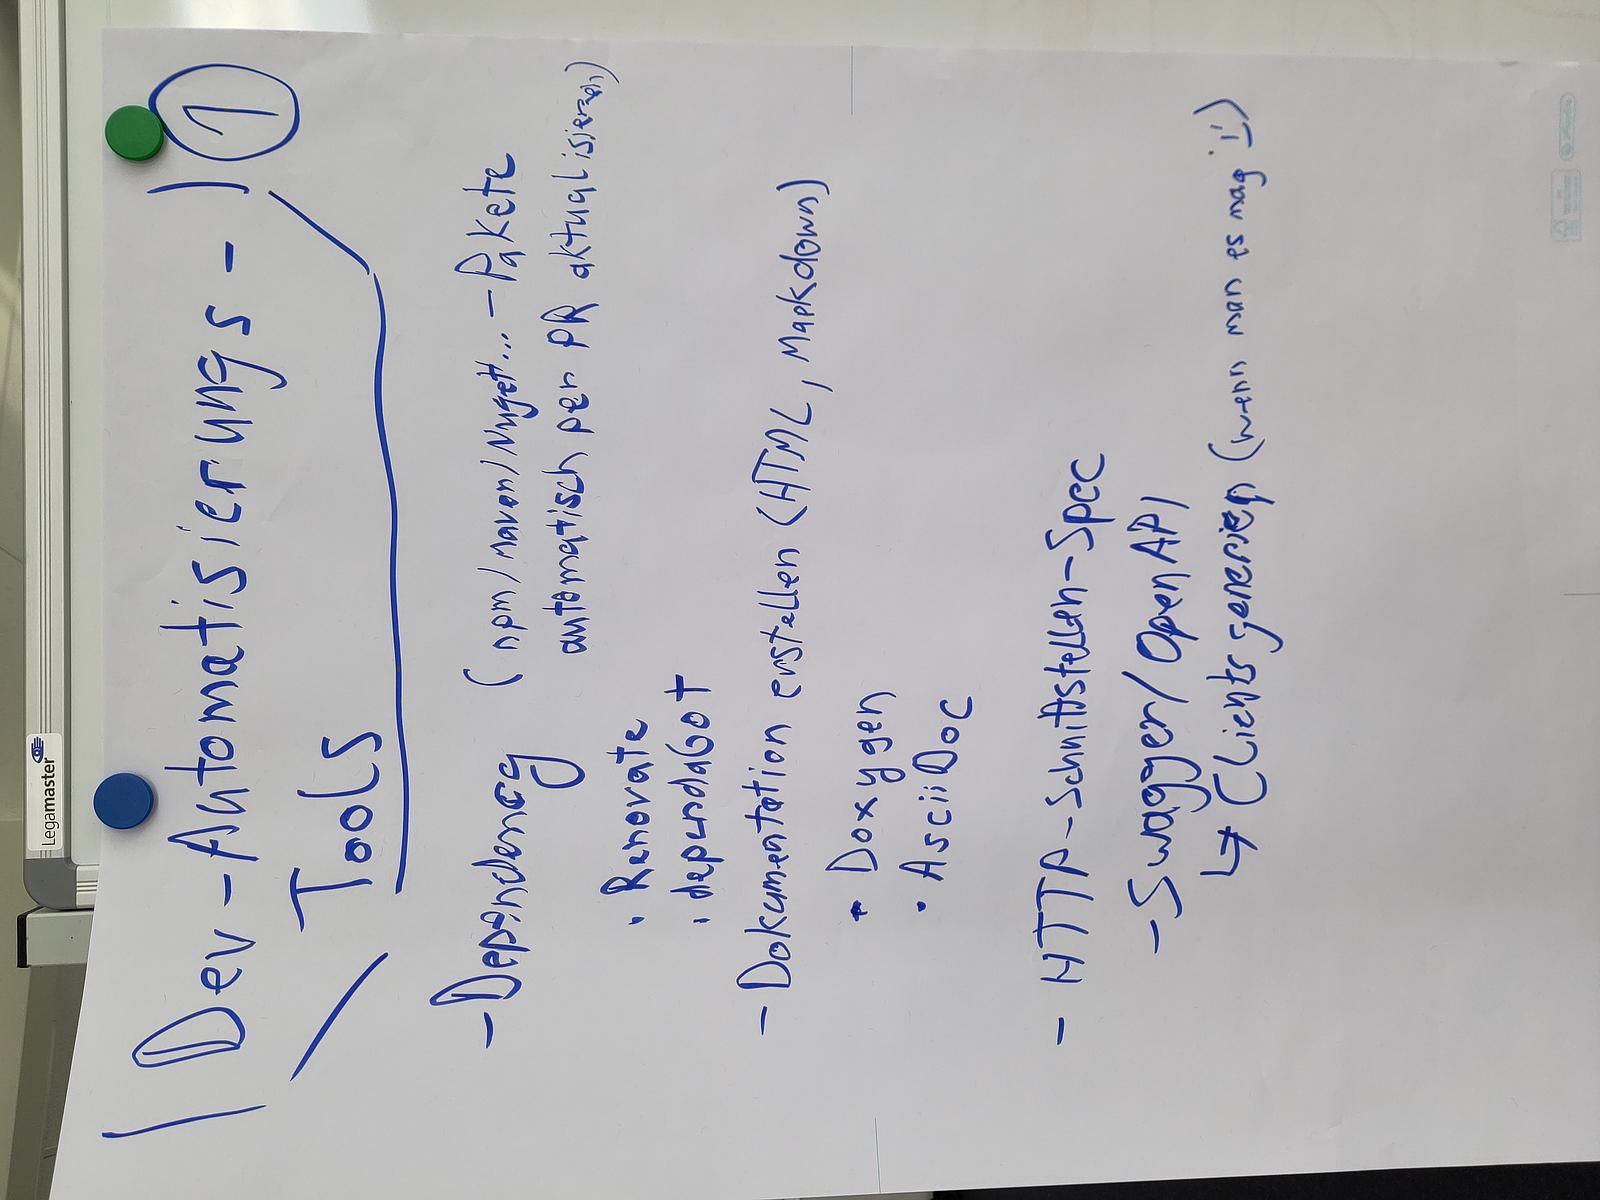 Legamaster
Dev-Automatisierungs-
Tools
1
- Dependency (npm/Maven/Nuget... - Pakete
automatisch per PR aktualisieren)
· Renovate
· dependabot
- Dokumentation erstellen (HTML, Markdown)
· Doxygen
· AsciiDoc
- HTTP-Schnittstellen-Spec
- Swagger/OpenAPI
↳ Clients generieren (wenn man es mag :))